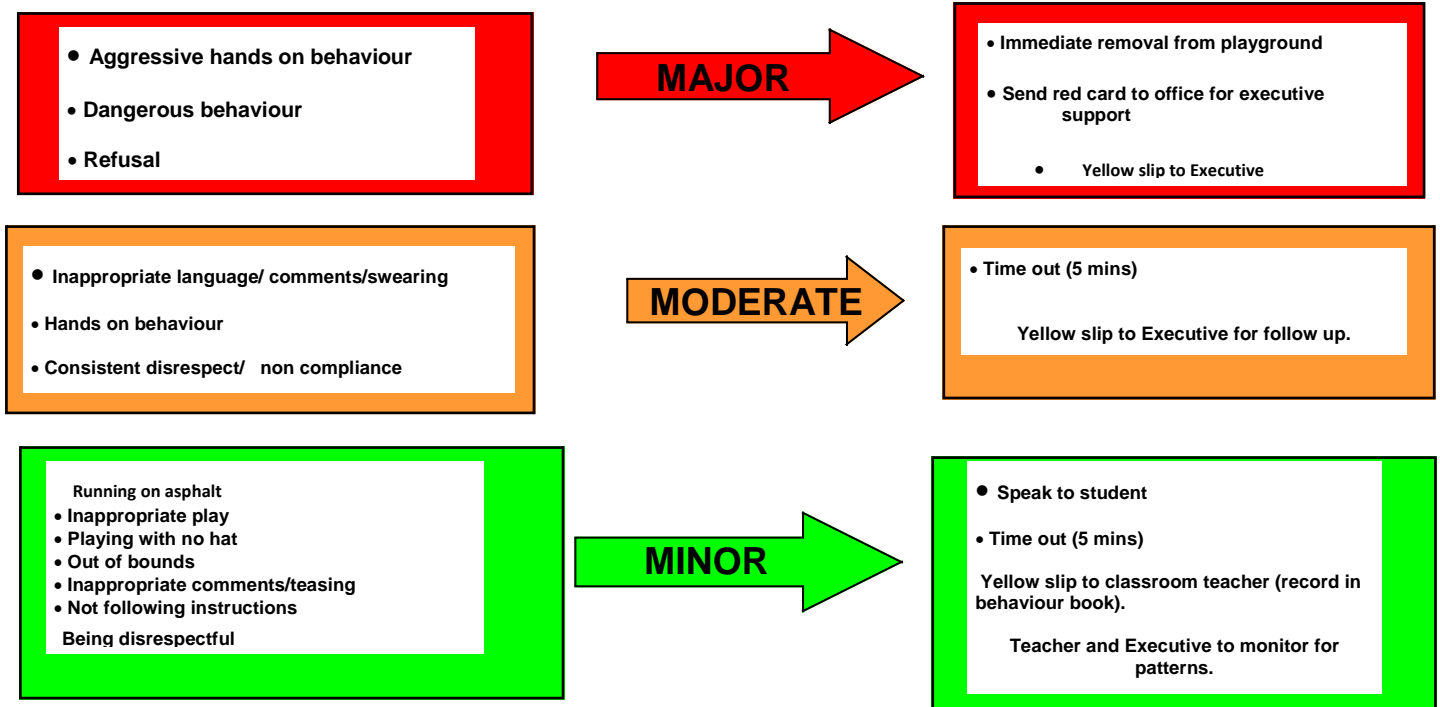 • Aggressive hands on behaviour
• Dangerous behaviour
• Refusal
MAJOR
• Immediate removal from playground
• Send red card to office for executive
support
• Yellow slip to Executive
• Inappropriate language/ comments/swearing
• Hands on behaviour
• Consistent disrespect/ non compliance
MODERATE
• Time out (5 mins)
Yellow slip to Executive for follow up.
Running on asphalt
• Inappropriate play
• Playing with no hat
• Out of bounds
• Inappropriate comments/teasing
• Not following instructions
Being disrespectful
MINOR
• Speak to student
• Time out (5 mins)
Yellow slip to classroom teacher (record in
behaviour book).
Teacher and Executive to monitor for
patterns.